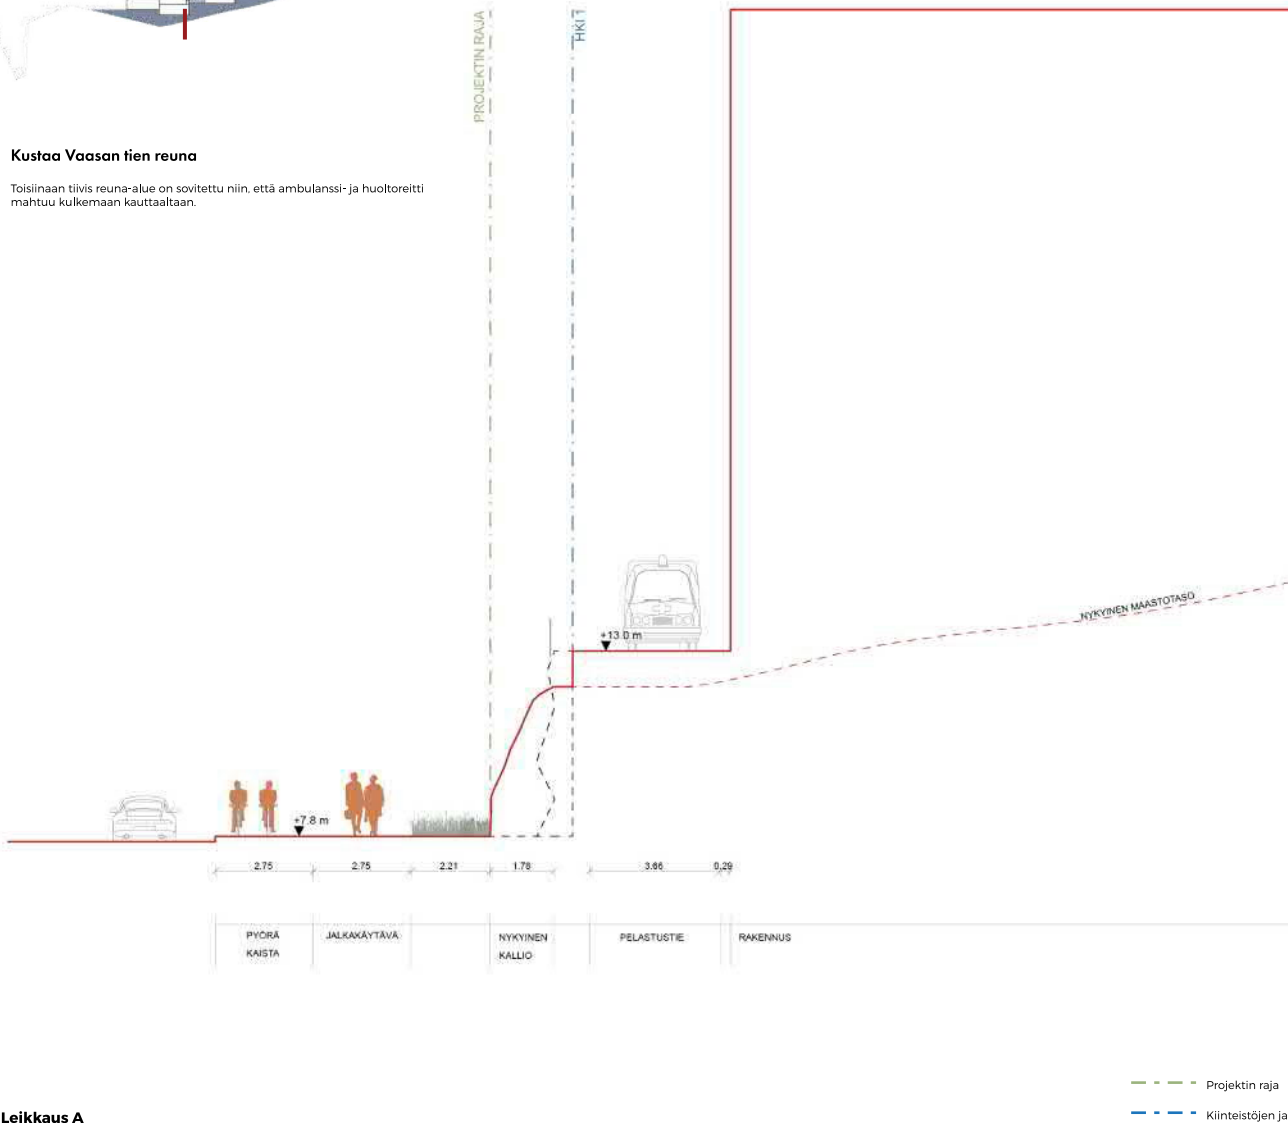 PROJEKTIN RAJA
HKI 1
Kustaa Vaasan tien reuna
Toisiinaan tiivis reuna-alue on sovitettu niin, että ambulanssi- ja huoltoreitti
mahtuu kulkemaan kauttaaltaan.
NYKYINEN MAASTOTASO
+13.0 m
+7.8 m
2.75 2.75 2.21 1.78 3.66 0.29
PYÖRÄ
KAISTA
JALKAKÄYTÄVÄ
NYKYINEN
KALLIO
PELASTUSTIE
RAKENNUS
Projektin raja
Kiinteistöjen ja
Leikkaus A